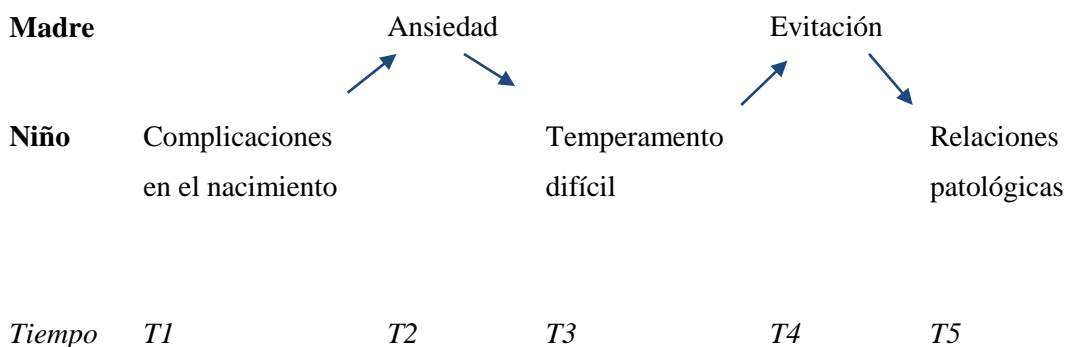 Madre Ansiedad Evitación
Niño Complicaciones Temperamento Relaciones
en el nacimiento difícil patológicas
Tiempo T1 T2 T3 T4 T5